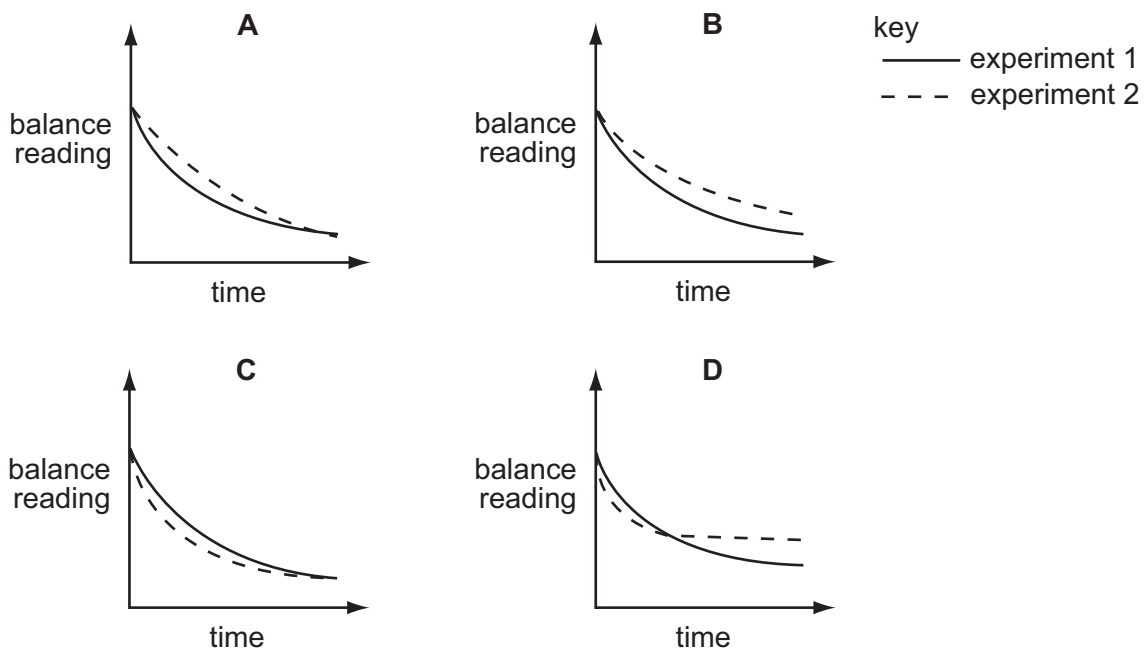 A
balance
reading
time
B
balance
reading
time
key
experiment 1
experiment 2
C
balance
reading
time
D
balance
reading
time